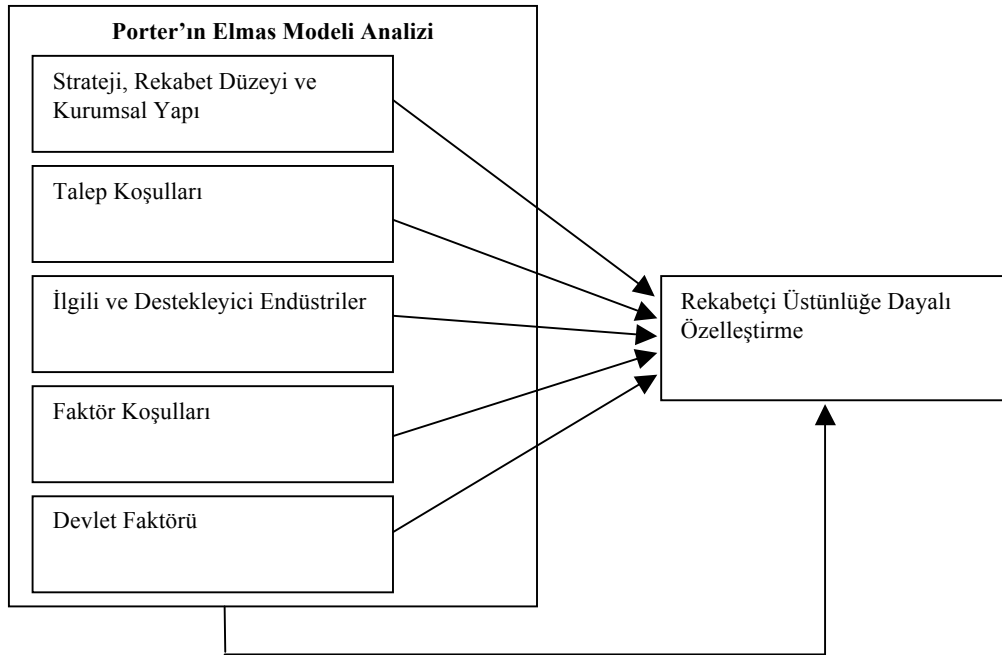 Porter’ın Elmas Modeli Analizi
Strateji, Rekabet Düzeyi ve
Kurumsal Yapı
Talep Koşulları
İlgili ve Destekleyici Endüstriler
Faktör Koşulları
Devlet Faktörü
Rekabetçi Üstünlüğe Dayalı
Özelleştirme